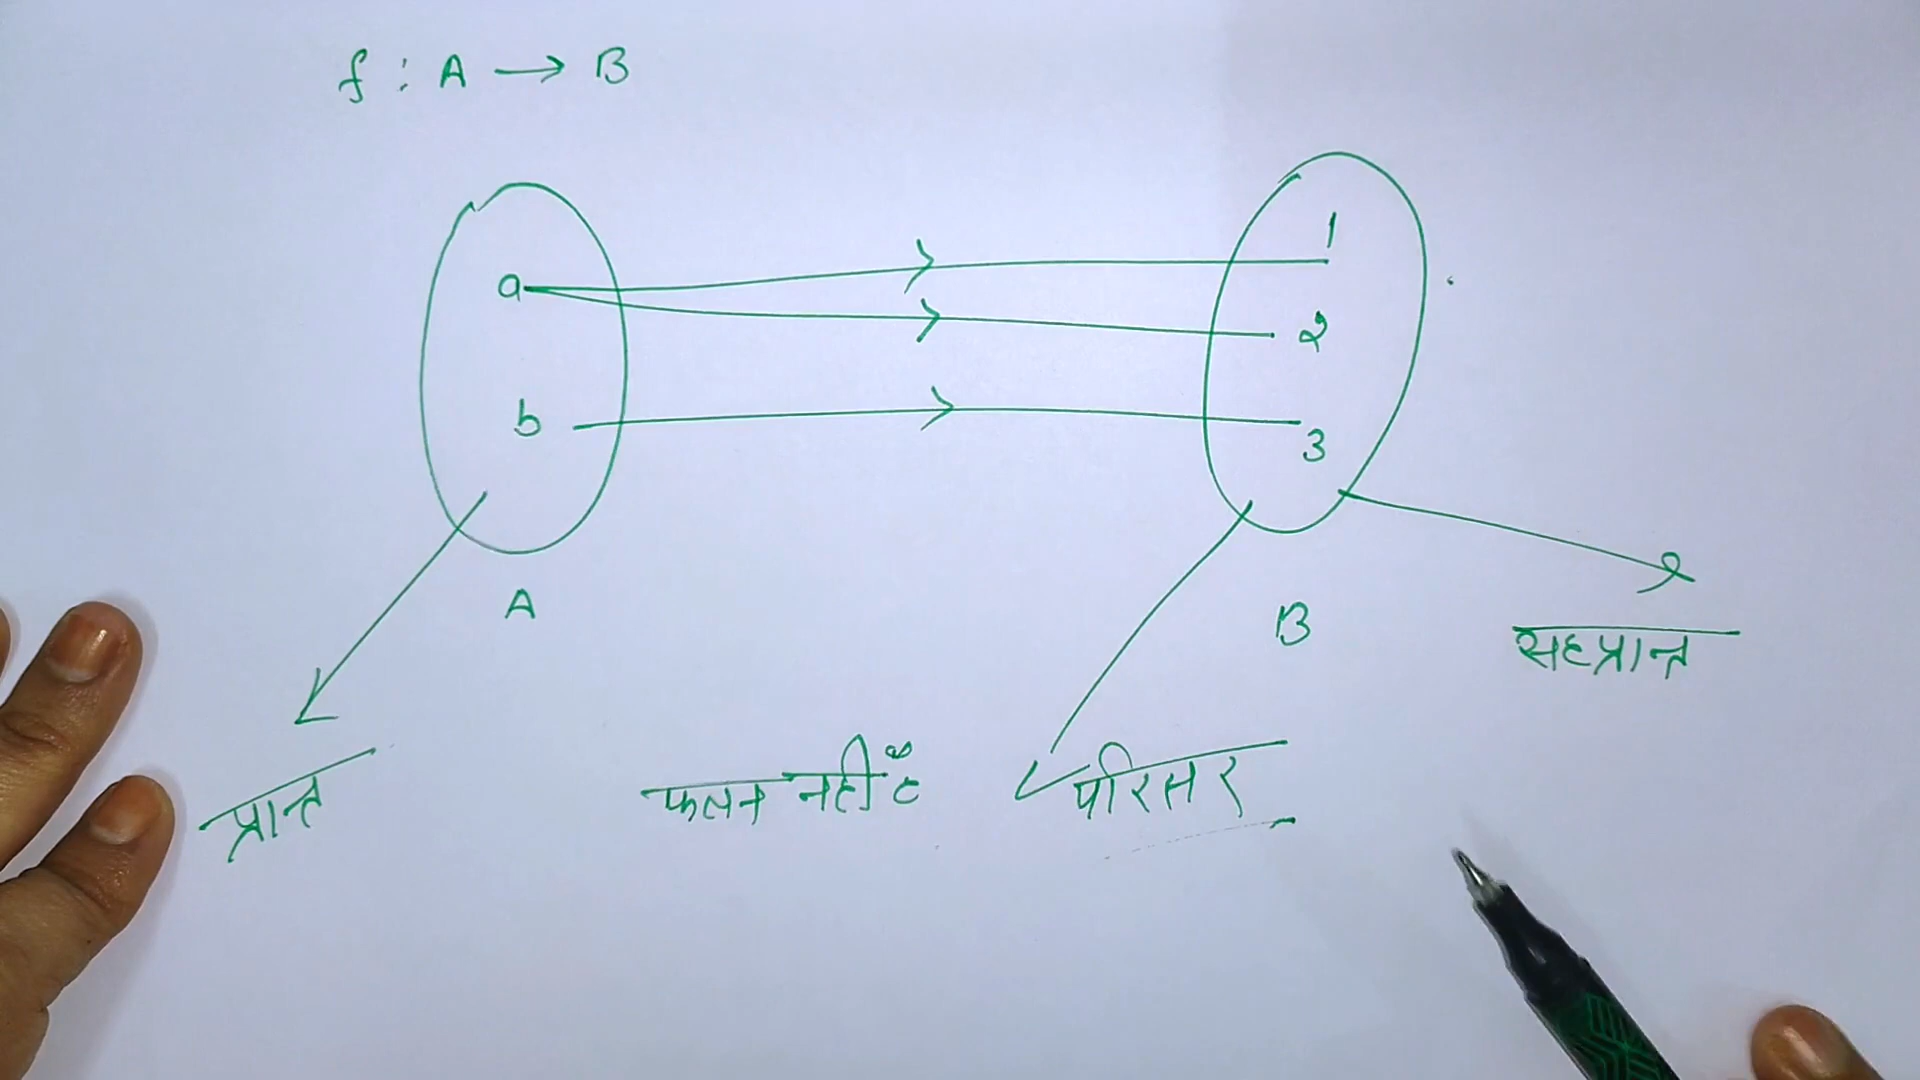 f : A → B
a
b
1
2
3
A
B
सहप्रान्त
प्रान्त
फलन नहीं है
परिसर